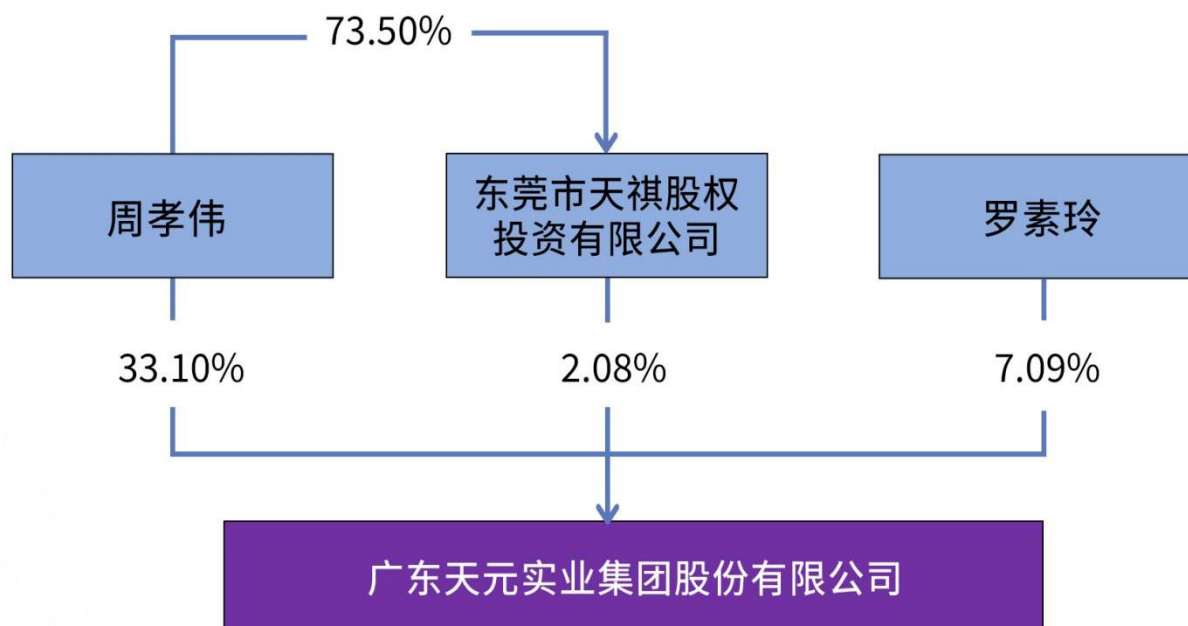 73.50%
周孝伟
东莞市天祺股权
投资有限公司
罗素玲
33.10%
2.08%
7.09%
广东天元实业集团股份有限公司